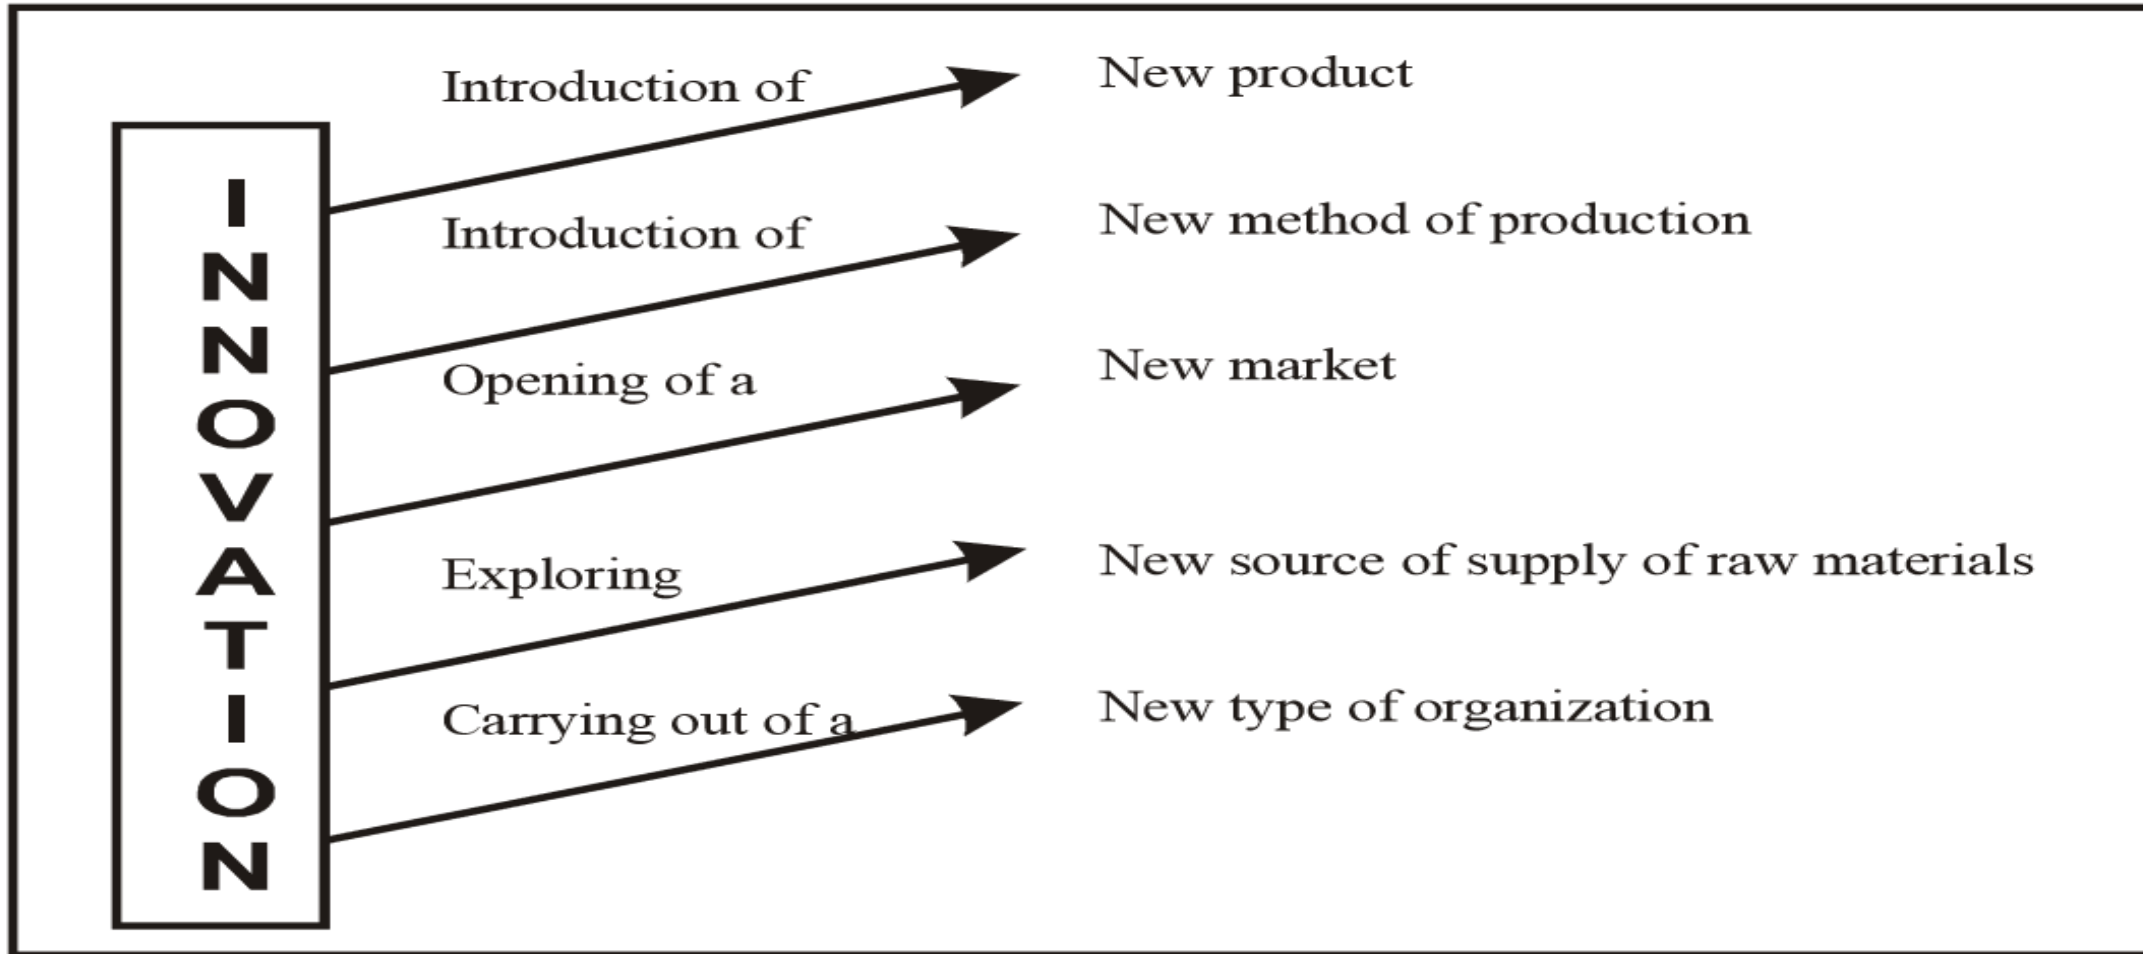 INNOVATION
Introduction of New product
Introduction of New method of production
Opening of a New market
Exploring New source of supply of raw materials
Carrying out of a New type of organization